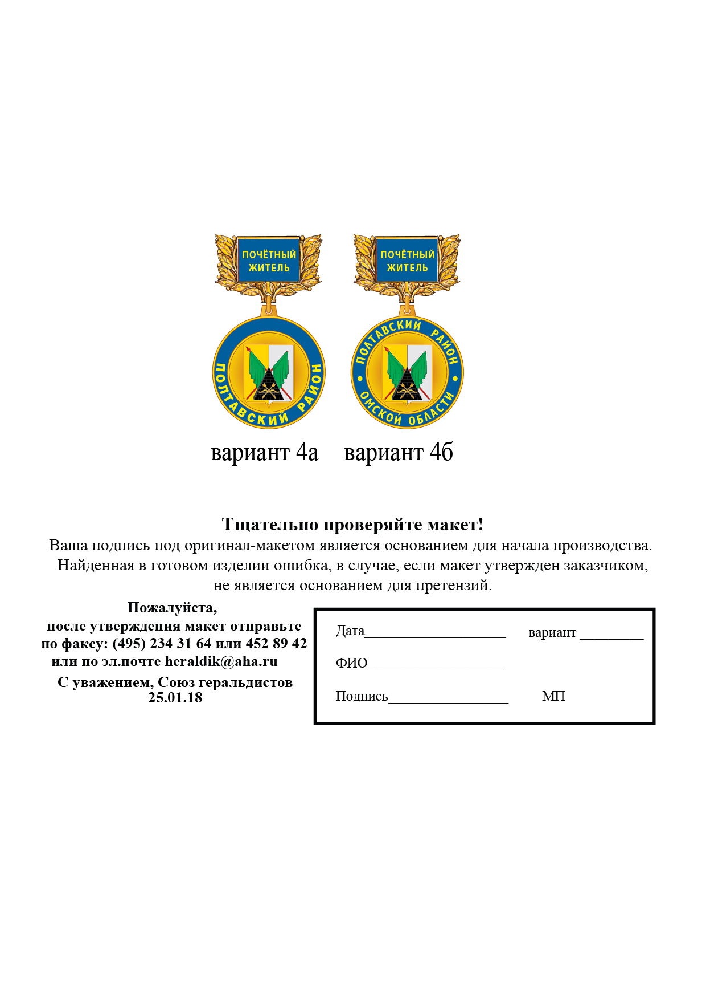 ПОЧЁТНЫЙ
ЖИТЕЛЬ
ПОЛТАВСКИЙ РАЙОН
ПОЧЁТНЫЙ
ЖИТЕЛЬ
ПОЛТАВСКИЙ РАЙОН
• ОМСКОЙ ОБЛАСТИ •
вариант 4а
вариант 4б
Тщательно проверяйте макет!
Ваша подпись под оригинал-макетом является основанием для начала производства.
Найденная в готовом изделии ошибка, в случае, если макет утвержден заказчиком,
не является основанием для претензий.
Пожалуйста,
после утверждения макет отправьте
по факсу: (495) 234 31 64 или 452 89 42
или по эл.почте heraldik@aha.ru
С уважением, Союз геральдистов
25.01.18
Дата____________________ вариант _________
ФИО___________________
Подпись_________________ МП